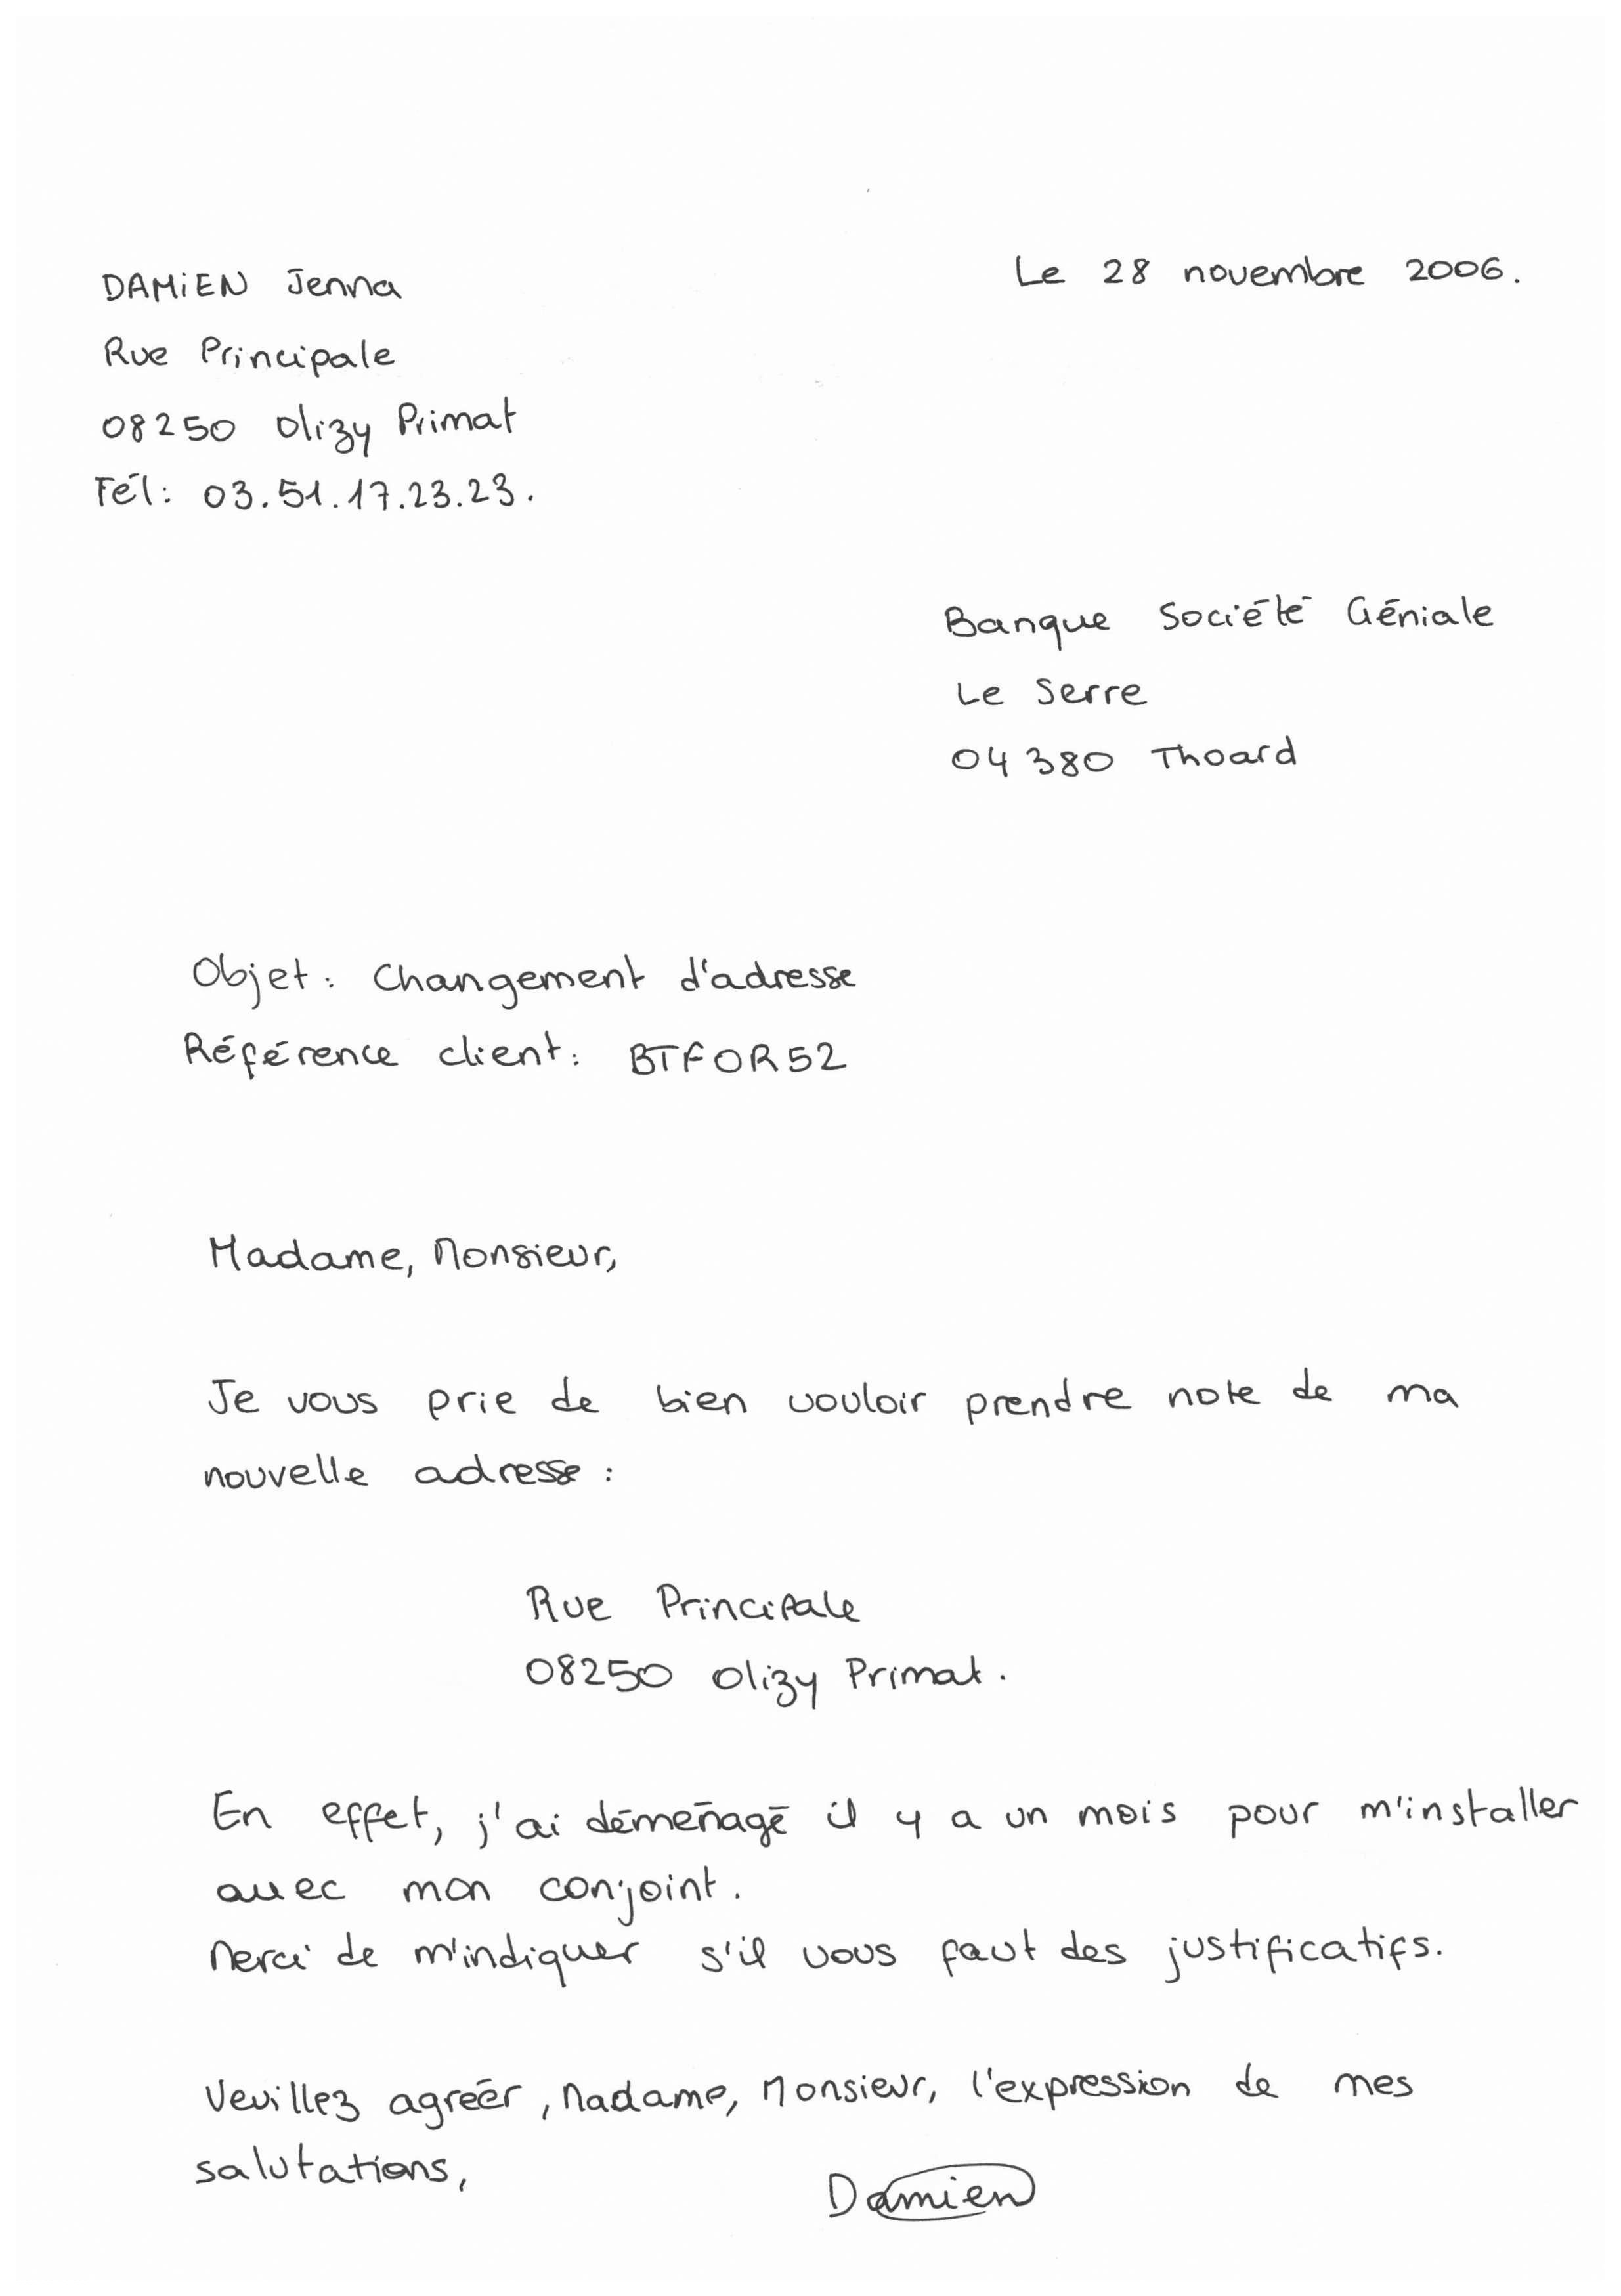 DAMiEN Jenna
Le 28 novembre 2006.
Rue Principale
08250 Olizy Primat
Tél: 03.51.17.23.23.
Banque Société Géniale
Le Serre
04380 Thoard
Objet: Changement d'adresse
Référence client: BTFOR52
Madame, Monsieur,
Je vous prie de bien vouloir prendre note de ma
nouvelle adresse :
Rue Principale
08250 Olizy Primat.
En effet, j'ai déménagé il y a un mois pour m'installer
avec mon conjoint.
Merci de m'indiquer s'il vous faut des justificatifs.
Veuillez agréer, Madame, Monsieur, l'expression de mes
salutations,
Damien